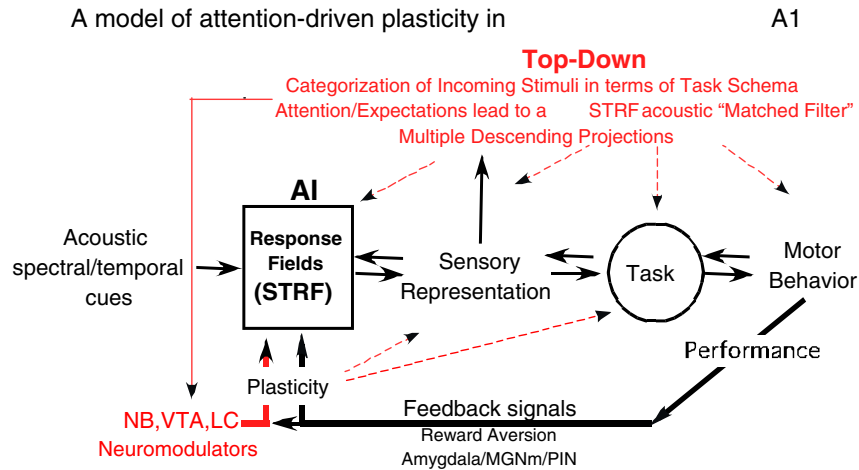 A model of attention-driven plasticity in A1
Top-Down
Categorization of Incoming Stimuli in terms of Task Schema
Attention/Expectations lead to a STRF acoustic “Matched Filter”
Multiple Descending Projections
AI
Response
Fields
(STRF)
Acoustic
spectral/temporal
cues
Sensory
Representation
Task
Motor
Behavior
Performance
Plasticity
NB,VTA,LC
Neuromodulators
Feedback signals
Reward Aversion
Amygdala/MGNm/PIN